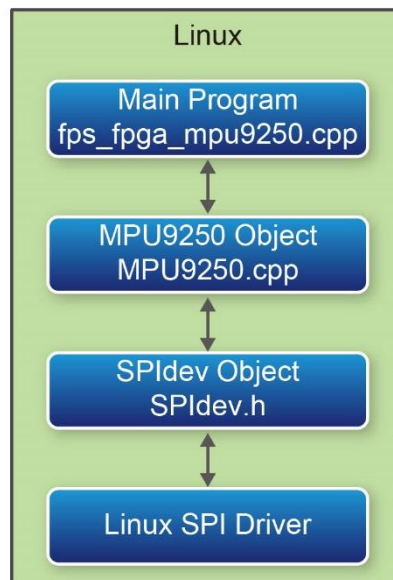 Linux
Main Program
fps_fpga_mpu9250.cpp
MPU9250 Object
MPU9250.cpp
SPIdev Object
SPIdev.h
Linux SPI Driver